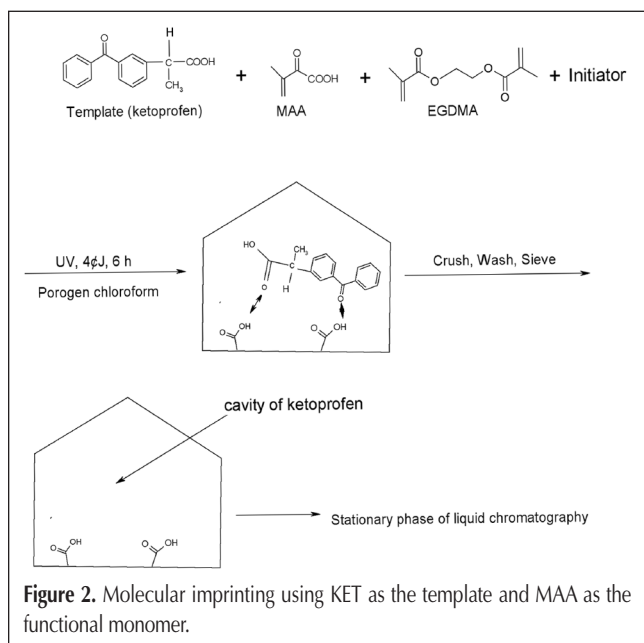 O
H
C
COOH
CH3
Template (ketoprofen)
+
O
COOH
MAA
+
O
O
O
O
EGDMA
+ Initiator
UV, 4¢J, 6 h
Porogen chloroform
HO
CH3
C
O
H
O
O
OH
O
OH
Crush, Wash, Sieve
cavity of ketoprofen
O
OH
O
OH
Stationary phase of liquid chromatography
Figure 2. Molecular imprinting using KET as the template and MAA as the
functional monomer.